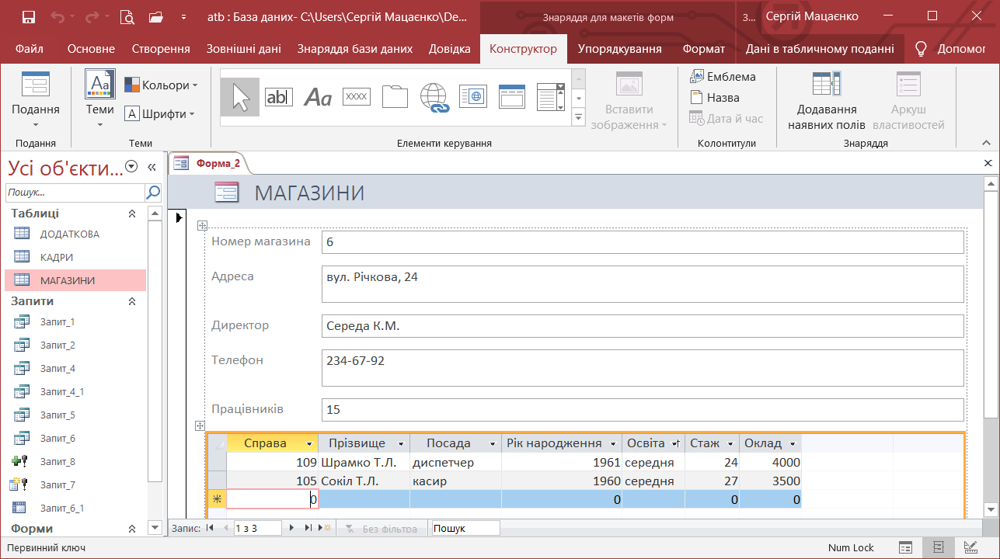 atb : База даних- C:\Users\Сергій Мацаєнко\De... Знаряддя для макетів форм З... Сергій Мацаєнко
Файл Основне Створення Зовнішні дані Знаряддя бази даних Довідка Конструктор Упорядкування Формат Дані в табличному поданні Допомог
Подання
Подання
Aa
Теми
Кольори
A Шрифти
Теми
ab
Aa
XXXX
Елементи керування
Вставити
зображення
Емблема
Назва
Дата й час
Колонтитули
Додавання
наявних полів
Аркуш
властивостей
Знаряддя
Усі об'єкти...
Пошук...
Таблиці
ДОДАТКОВА
КАДРИ
МАГАЗИНИ
Запити
Запит_1
Запит_2
Запит_4
Запит_4_1
Запит_5
Запит_6
Запит_8
Запит_7
Запит_6_1
Форми
Форма_2
МАГАЗИНИ
Номер магазина 6
Адреса вул. Річкова, 24
Директор Середа К.М.
Телефон 234-67-92
Працівників 15
Справа Прізвище Посада Рік народження Освіта Стаж Оклад
109 Шрамко Т.Л. диспетчер 1961 середня 24 4000
105 Сокіл Т.Л. касир 1960 середня 27 3500
0 0 0 0
Запис: 1 з 3 Без фільтра Пошук
Первинний ключ Num Lock